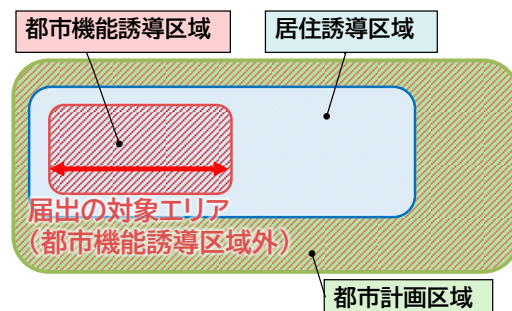 都市機能誘導区域
居住誘導区域
届出の対象エリア
（都市機能誘導区域外）
都市計画区域